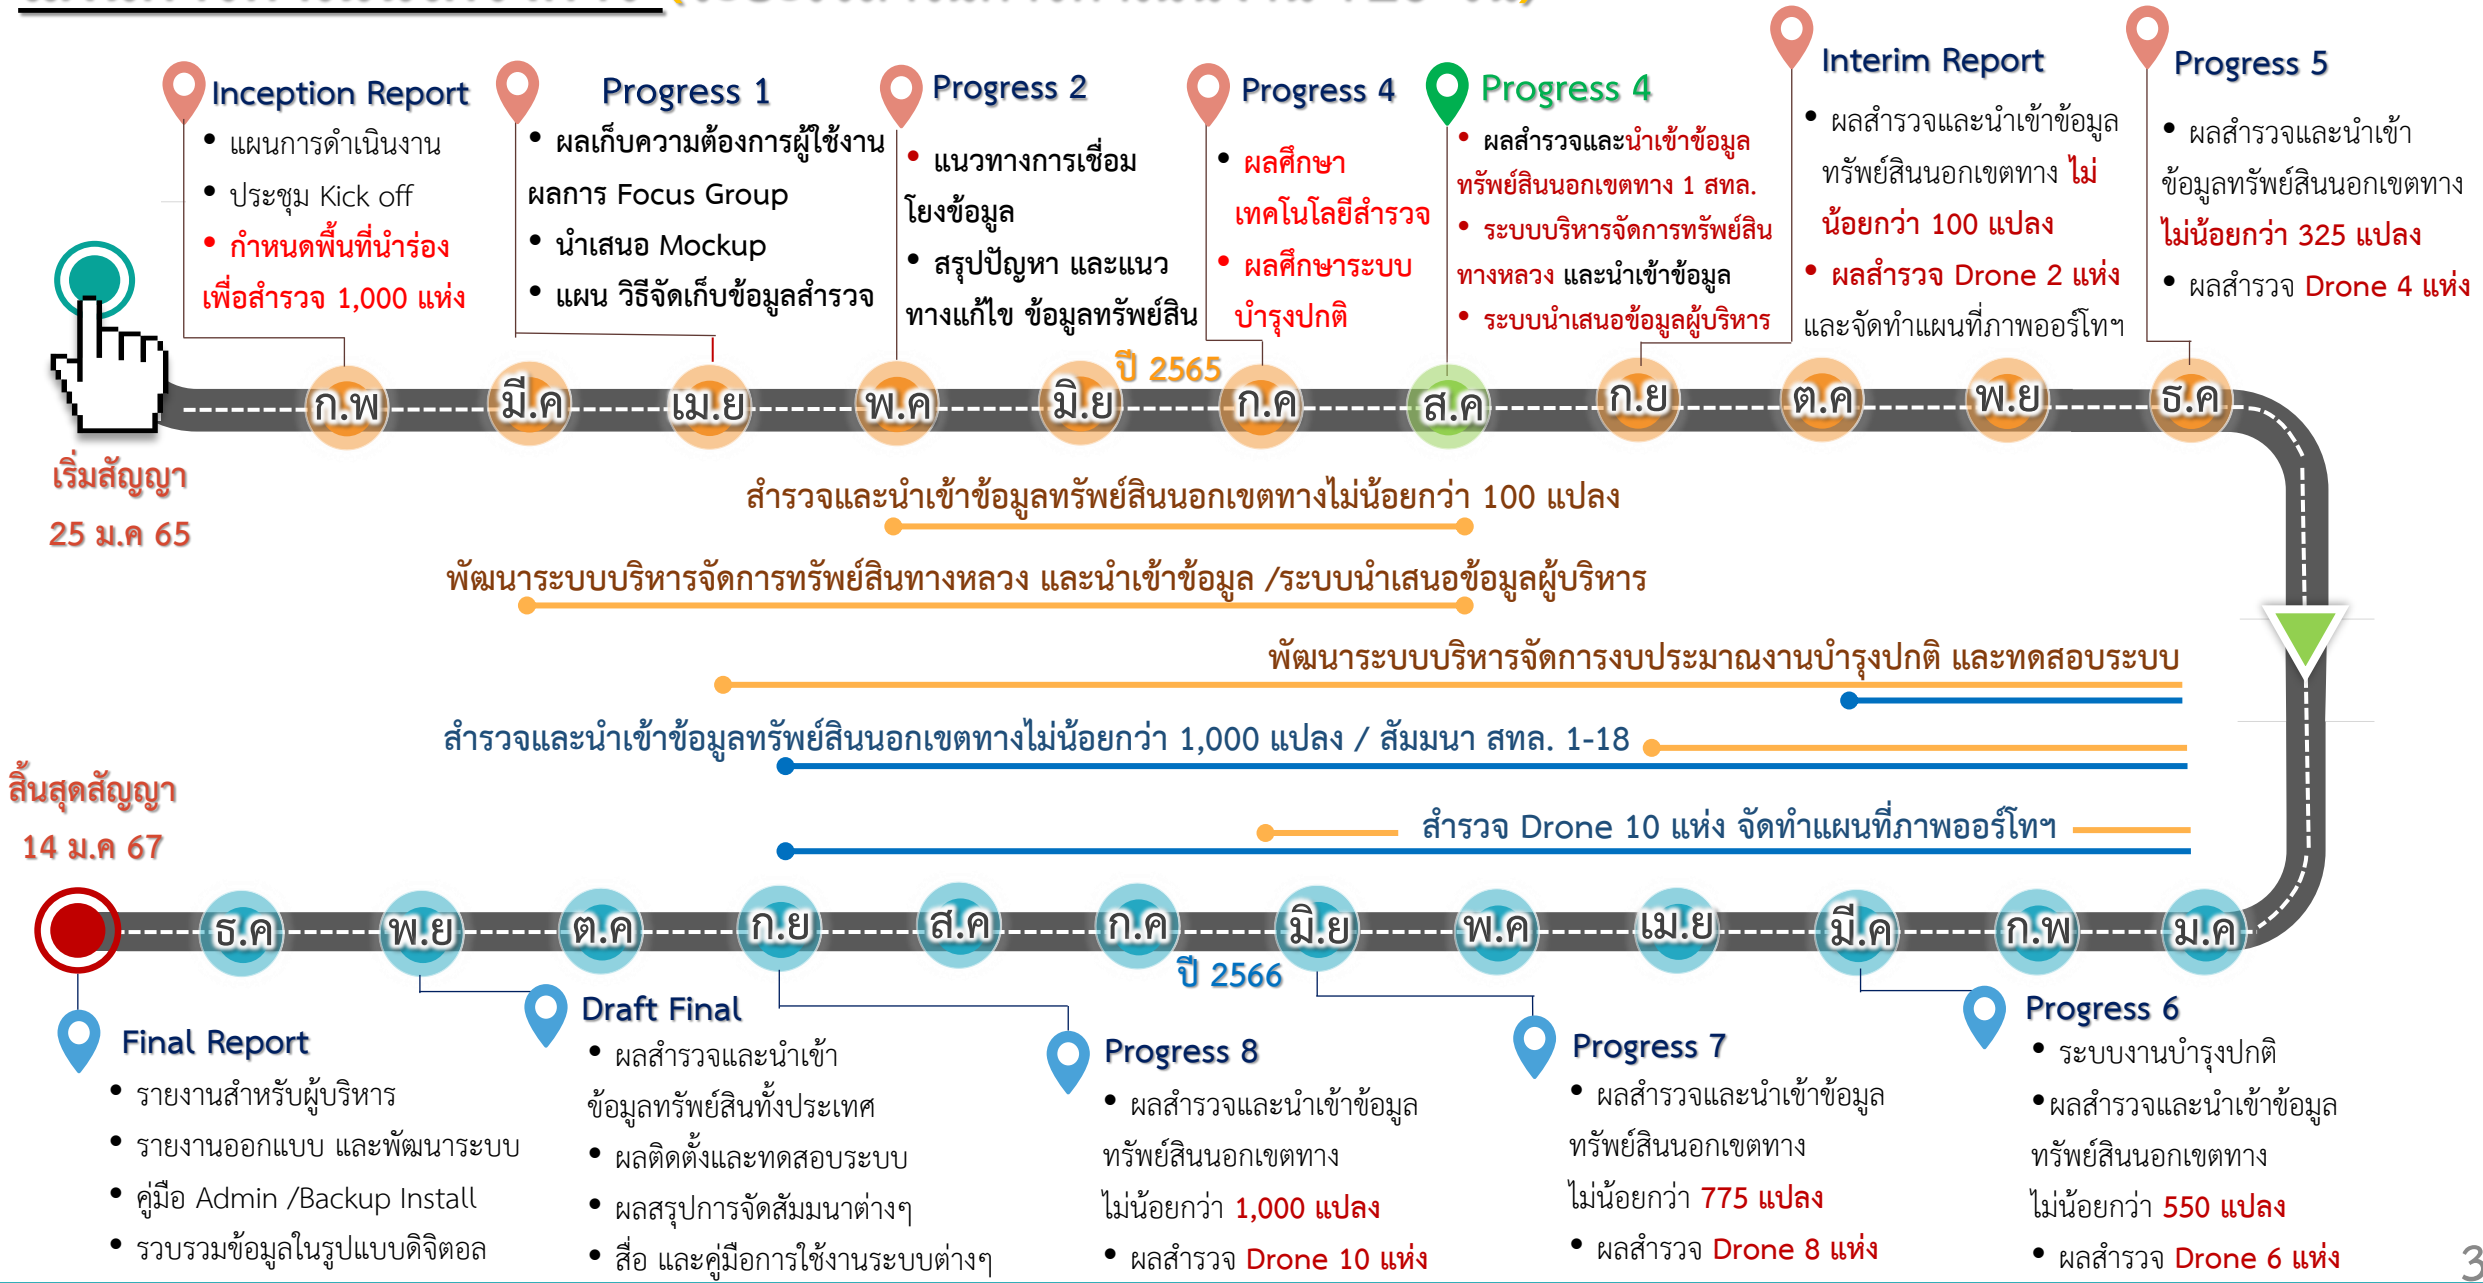 Inception Report
• แผนการดำเนินงาน
• ประชุม Kick off
• กำหนดพื้นที่นำร่อง
เพื่อสำรวจ 1,000 แห่ง
Progress 1
• ผลเก็บความต้องการผู้ใช้งาน
ผลการ Focus Group
• นำเสนอ Mockup
• แผน วิธีจัดเก็บข้อมูลสำรวจ
Progress 2
• แนวทางการเชื่อม
โยงข้อมูล
• สรุปปัญหา และแนว
ทางแก้ไข ข้อมูลทรัพย์สิน
Progress 4
• ผลศึกษา
เทคโนโลยีสำรวจ
• ผลศึกษาระบบ
บำรุงปกติ
Progress 4
• ผลสำรวจและนำเข้าข้อมูล
ทรัพย์สินนอกเขตทาง 1 สทล.
• ระบบบริหารจัดการทรัพย์สิน
ทางหลวง และนำเข้าข้อมูล
• ระบบนำเสนอข้อมูลผู้บริหาร
Interim Report
• ผลสำรวจและนำเข้าข้อมูล
ทรัพย์สินนอกเขตทาง ไม่
น้อยกว่า 100 แปลง
• ผลสำรวจ Drone 2 แห่ง
และจัดทำแผนที่ภาพออร์โทฯ
Progress 5
• ผลสำรวจและนำเข้า
ข้อมูลทรัพย์สินนอกเขตทาง
ไม่น้อยกว่า 325 แปลง
• ผลสำรวจ Drone 4 แห่ง
ปี 2565
ก.พ มี.ค เม.ย พ.ค มิ.ย ก.ค ส.ค ก.ย ต.ค พ.ย ธ.ค
เริ่มสัญญา
25 ม.ค 65
สำรวจและนำเข้าข้อมูลทรัพย์สินนอกเขตทางไม่น้อยกว่า 100 แปลง
พัฒนาระบบบริหารจัดการทรัพย์สินทางหลวง และนำเข้าข้อมูล /ระบบนำเสนอข้อมูลผู้บริหาร
พัฒนาระบบบริหารจัดการงบประมาณงานบำรุงปกติ และทดสอบระบบ
สำรวจและนำเข้าข้อมูลทรัพย์สินนอกเขตทางไม่น้อยกว่า 1,000 แปลง / สัมมนา สทล. 1-18
สำรวจ Drone 10 แห่ง จัดทำแผนที่ภาพออร์โทฯ
สิ้นสุดสัญญา
14 ม.ค 67
ธ.ค พ.ย ต.ค ก.ย ส.ค ก.ค มิ.ย พ.ค เม.ย มี.ค ก.พ ม.ค
ปี 2566
Final Report
• รายงานสำหรับผู้บริหาร
• รายงานออกแบบ และพัฒนาระบบ
• คู่มือ Admin /Backup Install
• รวบรวมข้อมูลในรูปแบบดิจิตอล
Draft Final
• ผลสำรวจและนำเข้า
ข้อมูลทรัพย์สินทั้งประเทศ
• ผลติดตั้งและทดสอบระบบ
• ผลสรุปการจัดสัมมนาต่างๆ
• สื่อ และคู่มือการใช้งานระบบต่างๆ
Progress 8
• ผลสำรวจและนำเข้าข้อมูล
ทรัพย์สินนอกเขตทาง
ไม่น้อยกว่า 1,000 แปลง
• ผลสำรวจ Drone 10 แห่ง
Progress 7
• ผลสำรวจและนำเข้าข้อมูล
ทรัพย์สินนอกเขตทาง
ไม่น้อยกว่า 775 แปลง
• ผลสำรวจ Drone 8 แห่ง
Progress 6
• ระบบงานบำรุงปกติ
•ผลสำรวจและนำเข้าข้อมูล
ทรัพย์สินนอกเขตทาง
ไม่น้อยกว่า 550 แปลง
• ผลสำรวจ Drone 6 แห่ง
3